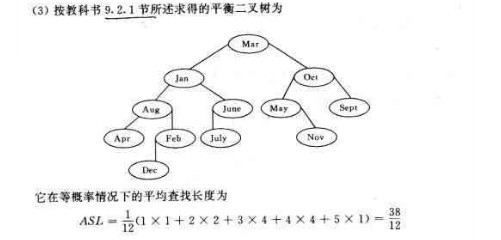 (3) 按教科书 9.2.1 节所述求得的平衡二叉树为
Mar
Jan
Oct
Aug
June
May
Sept
Apr
Feb
July
Nov
Dec
它在等概率情况下的平均查找长度为
ASL = 1/12(1 × 1 + 2 × 2 + 3 × 4 + 4 × 4 + 5 × 1) = 38/12